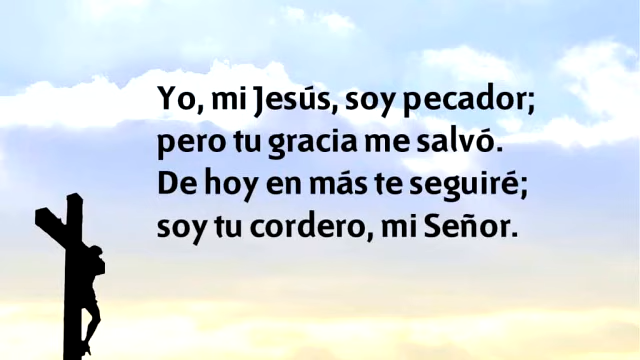 Yo, mi Jesús, soy pecador;
pero tu gracia me salvó.
De hoy en más te seguiré;
soy tu cordero, mi Señor.